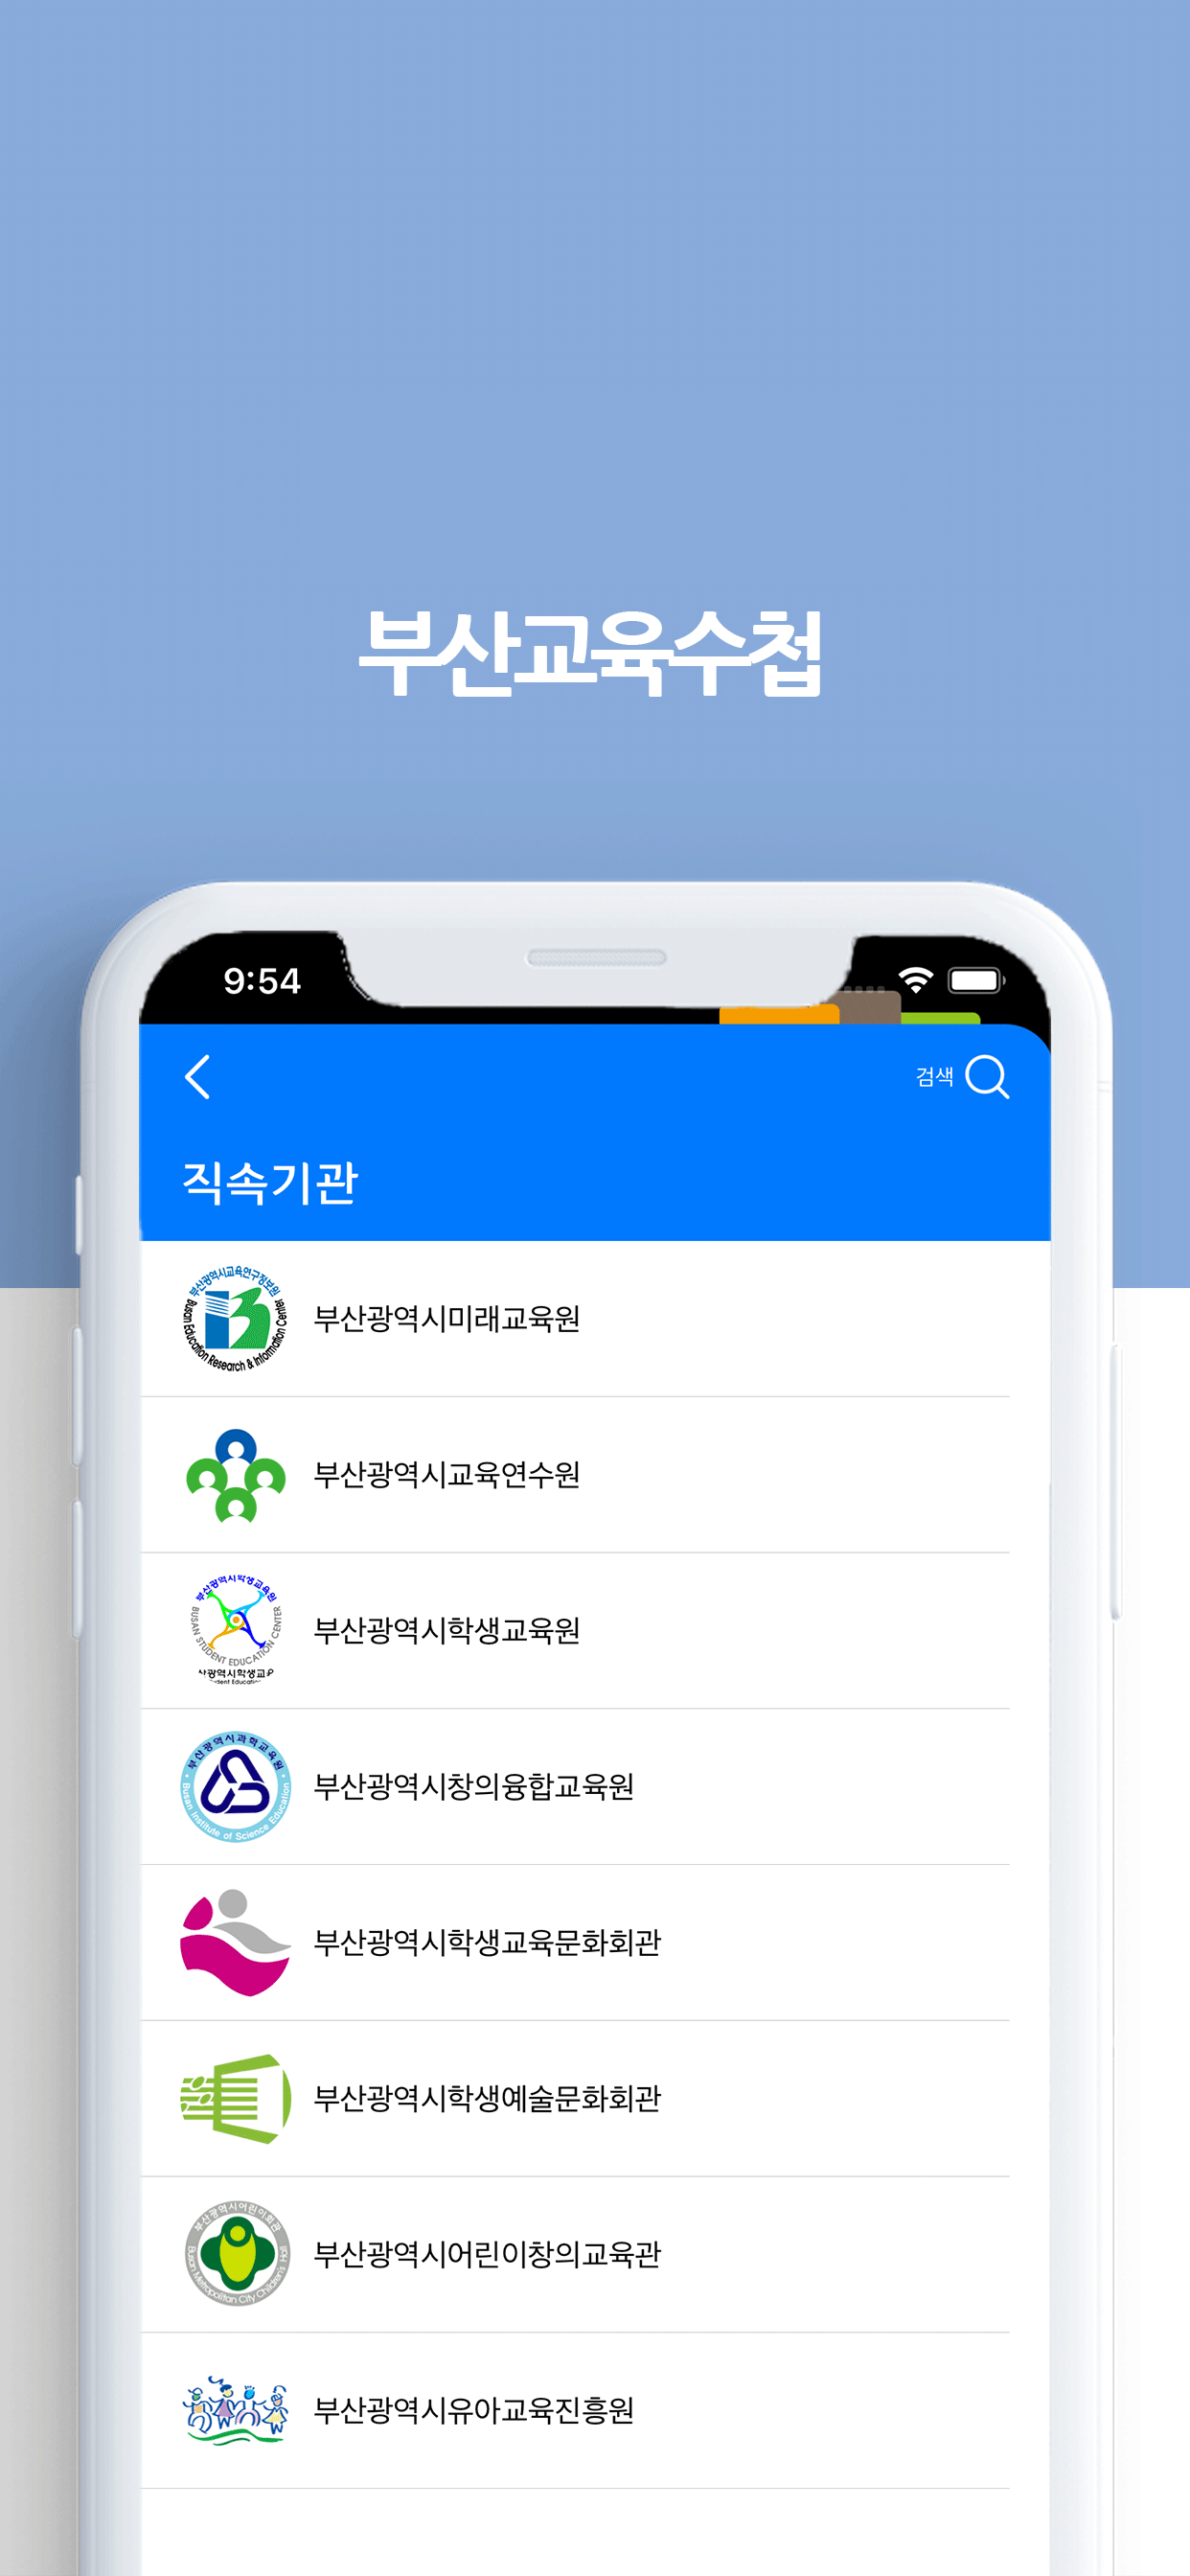 부산교육수첩
9:54
검색
직속기관
부산광역시교육연구정보원
Busan Education Research & Information Center
부산광역시미래교육원
부산광역시교육연수원
부산광역시학생교육원
BUSAN STUDENT EDUCATION CENTER
광역시학생교
부산광역시학생교육원
부산광역시과학교육원
Busan Institute of Science Education
부산광역시창의융합교육원
부산광역시학생교육문화회관
부산광역시학생예술문화회관
부산광역시어린이회관
Busan Metropolitan City Children's Hall
부산광역시어린이창의교육관
부산광역시유아교육진흥원